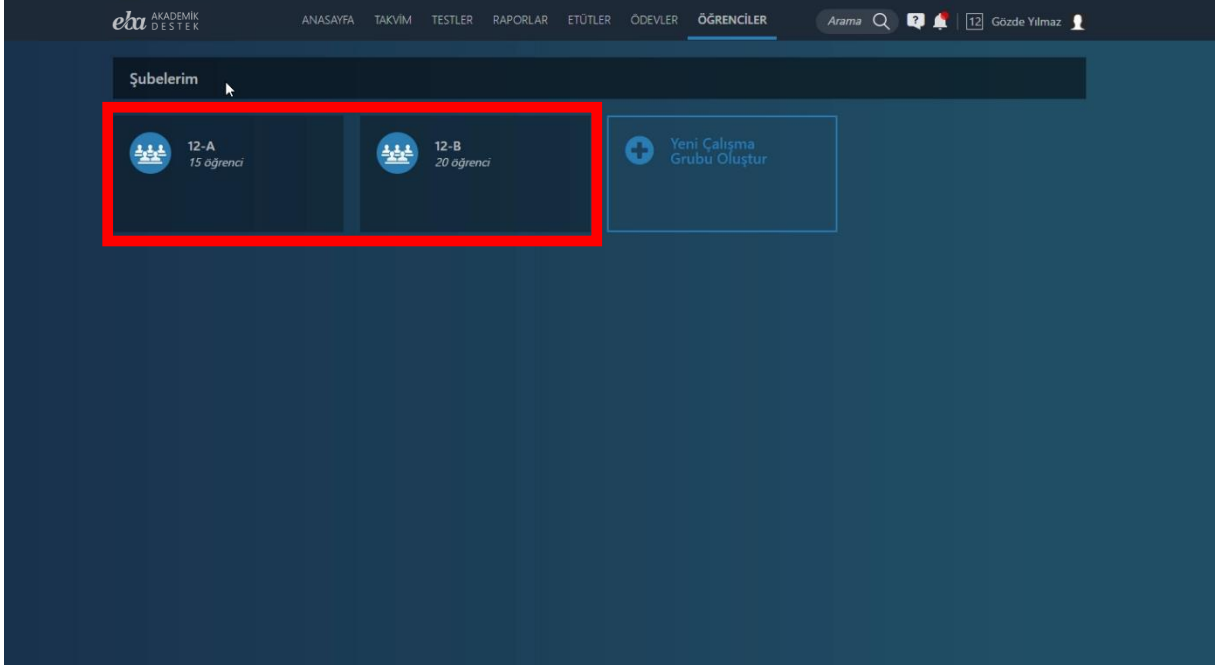 eba AKADEMİK DESTEK
ANASAYFA TAKVİM TESTLER RAPORLAR ETÜTLER ÖDEVLER ÖĞRENCİLER Arama ? 12 Gözde Yılmaz
Şubelerim
12-A
15 öğrenci
12-B
20 öğrenci
Yeni Çalışma
Grubu Oluştur